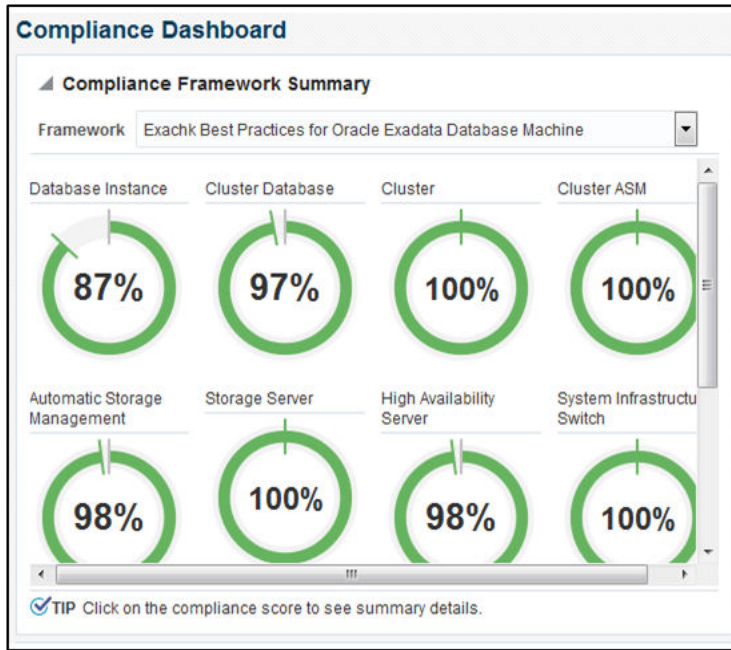 Compliance Dashboard
Compliance Framework Summary
Framework Exachk Best Practices for Oracle Exadata Database Machine
Database Instance Cluster Database Cluster Cluster ASM
87% 97% 100% 100%
Automatic Storage Management
Storage Server
High Availability Server
System Infrastructu Switch
98% 100% 98% 100%
TIP Click on the compliance score to see summary details.